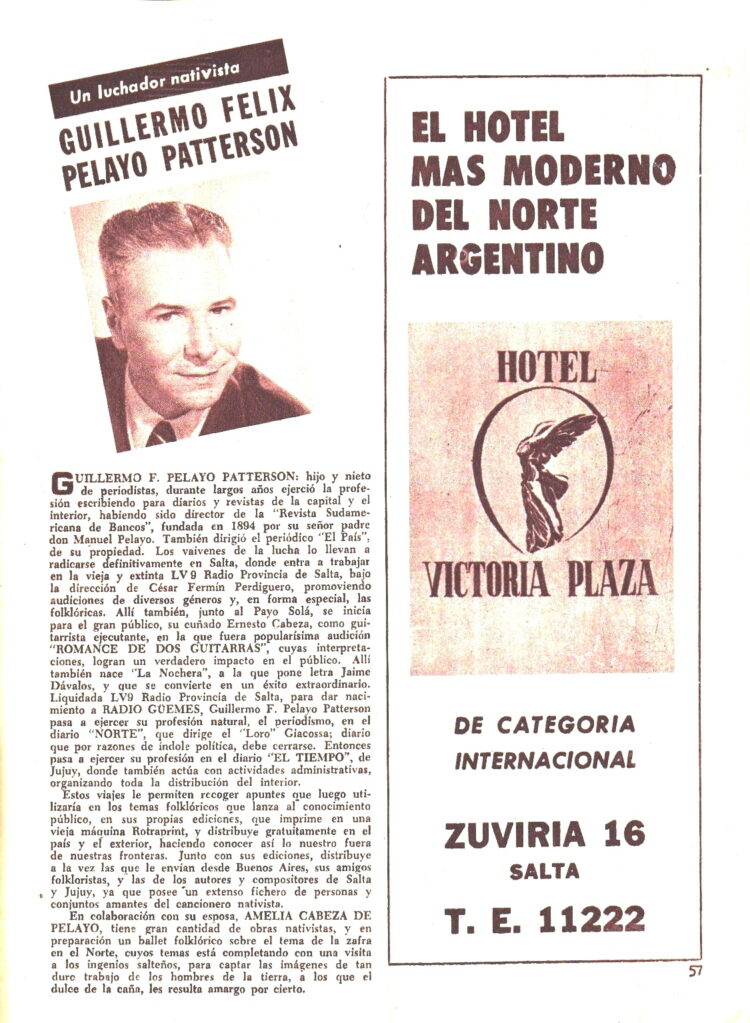 Un luchador nativista
GUILLERMO FELIX
PELAYO PATTERSON
GUILLERMO F. PELAYO PATTERSON: hijo y nieto
de periodistas, durante largos años ejerció la profe-
sión escribiendo para diarios y revistas de la capital y el
interior, habiendo sido director de la "Revista Sudame-
ricana de Bancos", fundada en 1894 por su señor padre
don Manuel Pelayo. También dirigió el periódico "El País",
de su propiedad. Los vaivenes de la lucha lo llevan a
radicarse definitivamente en Salta, donde entra a trabajar
en la vieja y extinta LV9 Radio Provincia de Salta, bajo
la dirección de César Fermín Perdiguero, promoviendo
audiciones de diversos géneros y, en forma especial, las
folklóricas. Allí también, junto al Payo Solá, se inicia
para el gran público, su cuñado Ernesto Cabeza, como gui-
tarrista ejecutante, en la que fuera popularísima audición
"ROMANCE DE DOS GUITARRAS", cuyas interpreta-
ciones, logran un verdadero impacto en el público. Allí
también nace "La Nochera", a la que pone letra Jaime
Dávalos, y que se convierte en un éxito extraordinario.
Liquidada LV9 Radio Provincia de Salta, para dar naci-
miento a RADIO GÜEMES, Guillermo F. Pelayo Patterson
pasa a ejercer su profesión natural, el periodismo, en el
diario "NORTE", que dirige el "Loro" Giacossa; diario
que por razones de índole política, debe cerrarse. Entonces
pasa a ejercer su profesión en el diario "EL TIEMPO", de
Jujuy, donde también actúa con actividades administrativas,
organizando toda la distribución del interior.
Estos viajes le permiten recoger apuntes que luego uti-
lizaría en los temas folklóricos que lanza al conocimiento
público, en sus propias ediciones, que imprime en una
vieja máquina Rotraprint, y distribuye gratuitamente en el
país y el exterior, haciendo conocer así lo nuestro fuera
de nuestras fronteras. Junto con sus ediciones, distribuye
a la vez las que le envían desde Buenos Aires, sus amigos
folkloristas, y las de los autores y compositores de Salta
y Jujuy, ya que posee un extenso fichero de personas y
conjuntos amantes del cancionero nativista.
En colaboración con su esposa, AMELIA CABEZA DE
PELAYO, tiene gran cantidad de obras nativistas, y en
preparación un ballet folklórico sobre el tema de la zafra
en el Norte, cuyos temas está completando con una visita
a los ingenios salteños, para captar las imágenes de tan
duro trabajo de los hombres de la tierra, a los que el
dulce de la caña, les resulta amargo por cierto.
EL HOTEL
MAS MODERNO
DEL NORTE
ARGENTINO
HOTEL
VICTORIA PLAZA
DE CATEGORIA
INTERNACIONAL
ZUVIRIA 16
SALTA
T. E. 11222
57